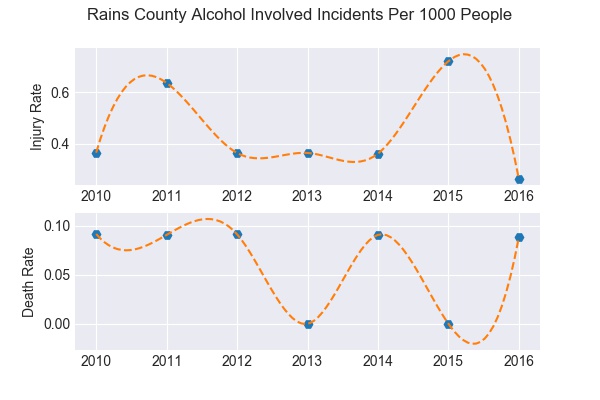 Rains County Alcohol Involved Incidents Per 1000 People
Injury Rate
0.6
0.4
2010 2011 2012 2013 2014 2015 2016
Death Rate
0.10
0.05
0.00
2010 2011 2012 2013 2014 2015 2016